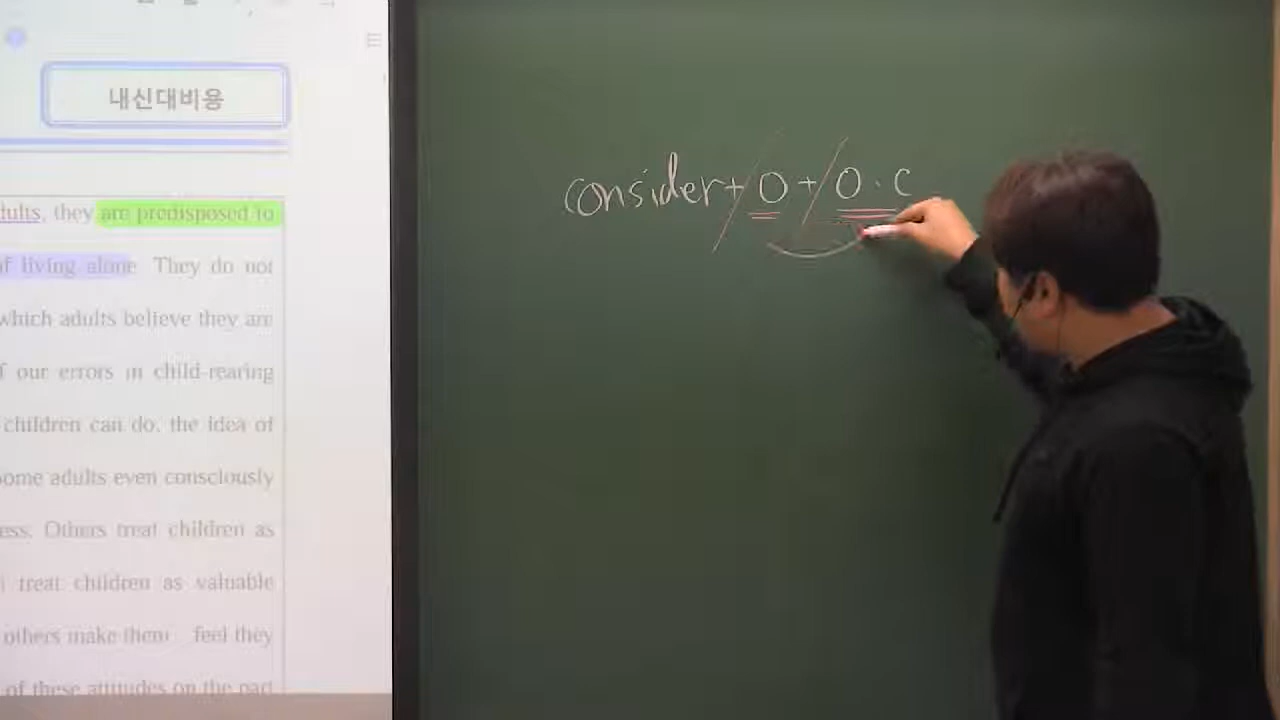 내신대비용
dults, they are predisposed to
f living alone. They do not
which adults believe they are
f our errors in child-rearing
children can do, the idea of
some adults even consciously
ess. Others treat children as
treat children as valuable
others make them feel they
of these attitudes on the part
consider + O + O · C